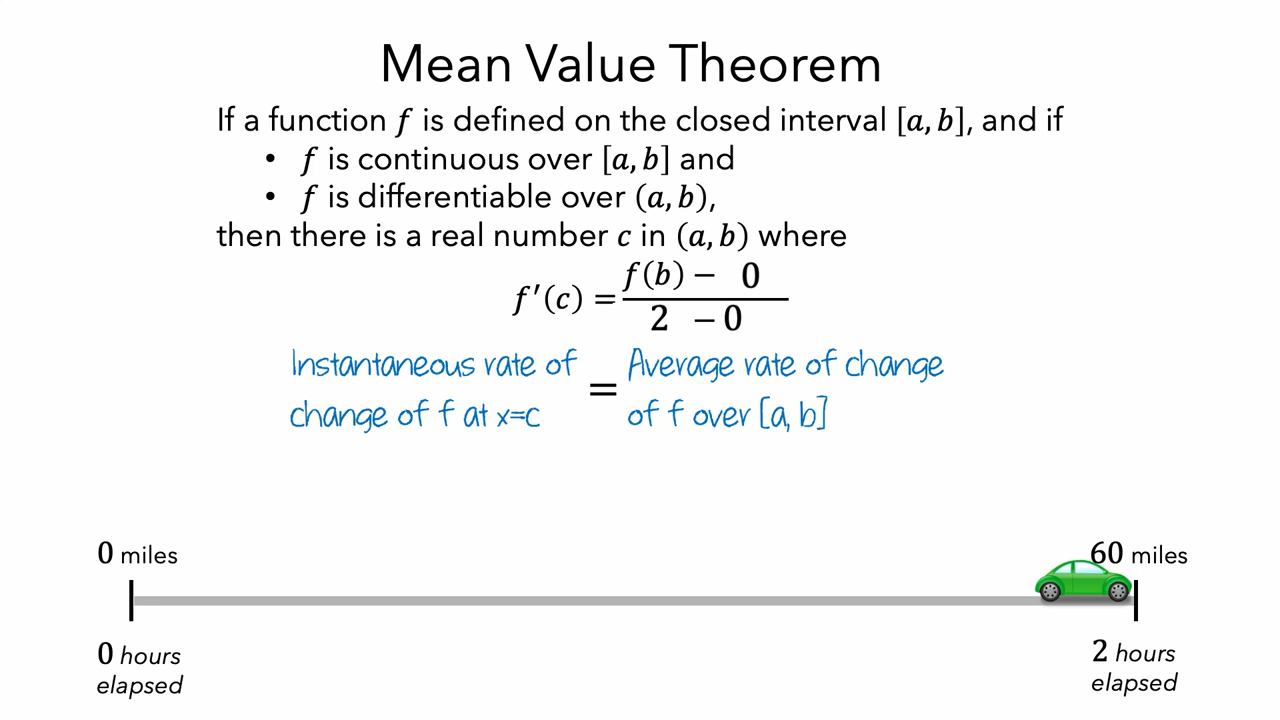 Mean Value Theorem
If a function f is defined on the closed interval [a, b], and if
• f is continuous over [a, b] and
• f is differentiable over (a, b),
then there is a real number c in (a, b) where
f′(c) = f(b) − 0
2 − 0
Instantaneous rate of
change of f at x=c
=
Average rate of change
of f over [a, b]
0 miles
60 miles
0 hours
elapsed
2 hours
elapsed